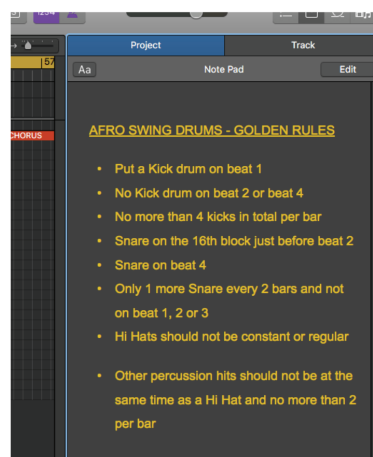 1234
Project
Track
57
Aa
Note Pad
Edit
CHORUS
AFRO SWING DRUMS - GOLDEN RULES
• Put a Kick drum on beat 1
• No Kick drum on beat 2 or beat 4
• No more than 4 kicks in total per bar
• Snare on the 16th block just before beat 2
• Snare on beat 4
• Only 1 more Snare every 2 bars and not
on beat 1, 2 or 3
• Hi Hats should not be constant or regular
• Other percussion hits should not be at the
same time as a Hi Hat and no more than 2
per bar